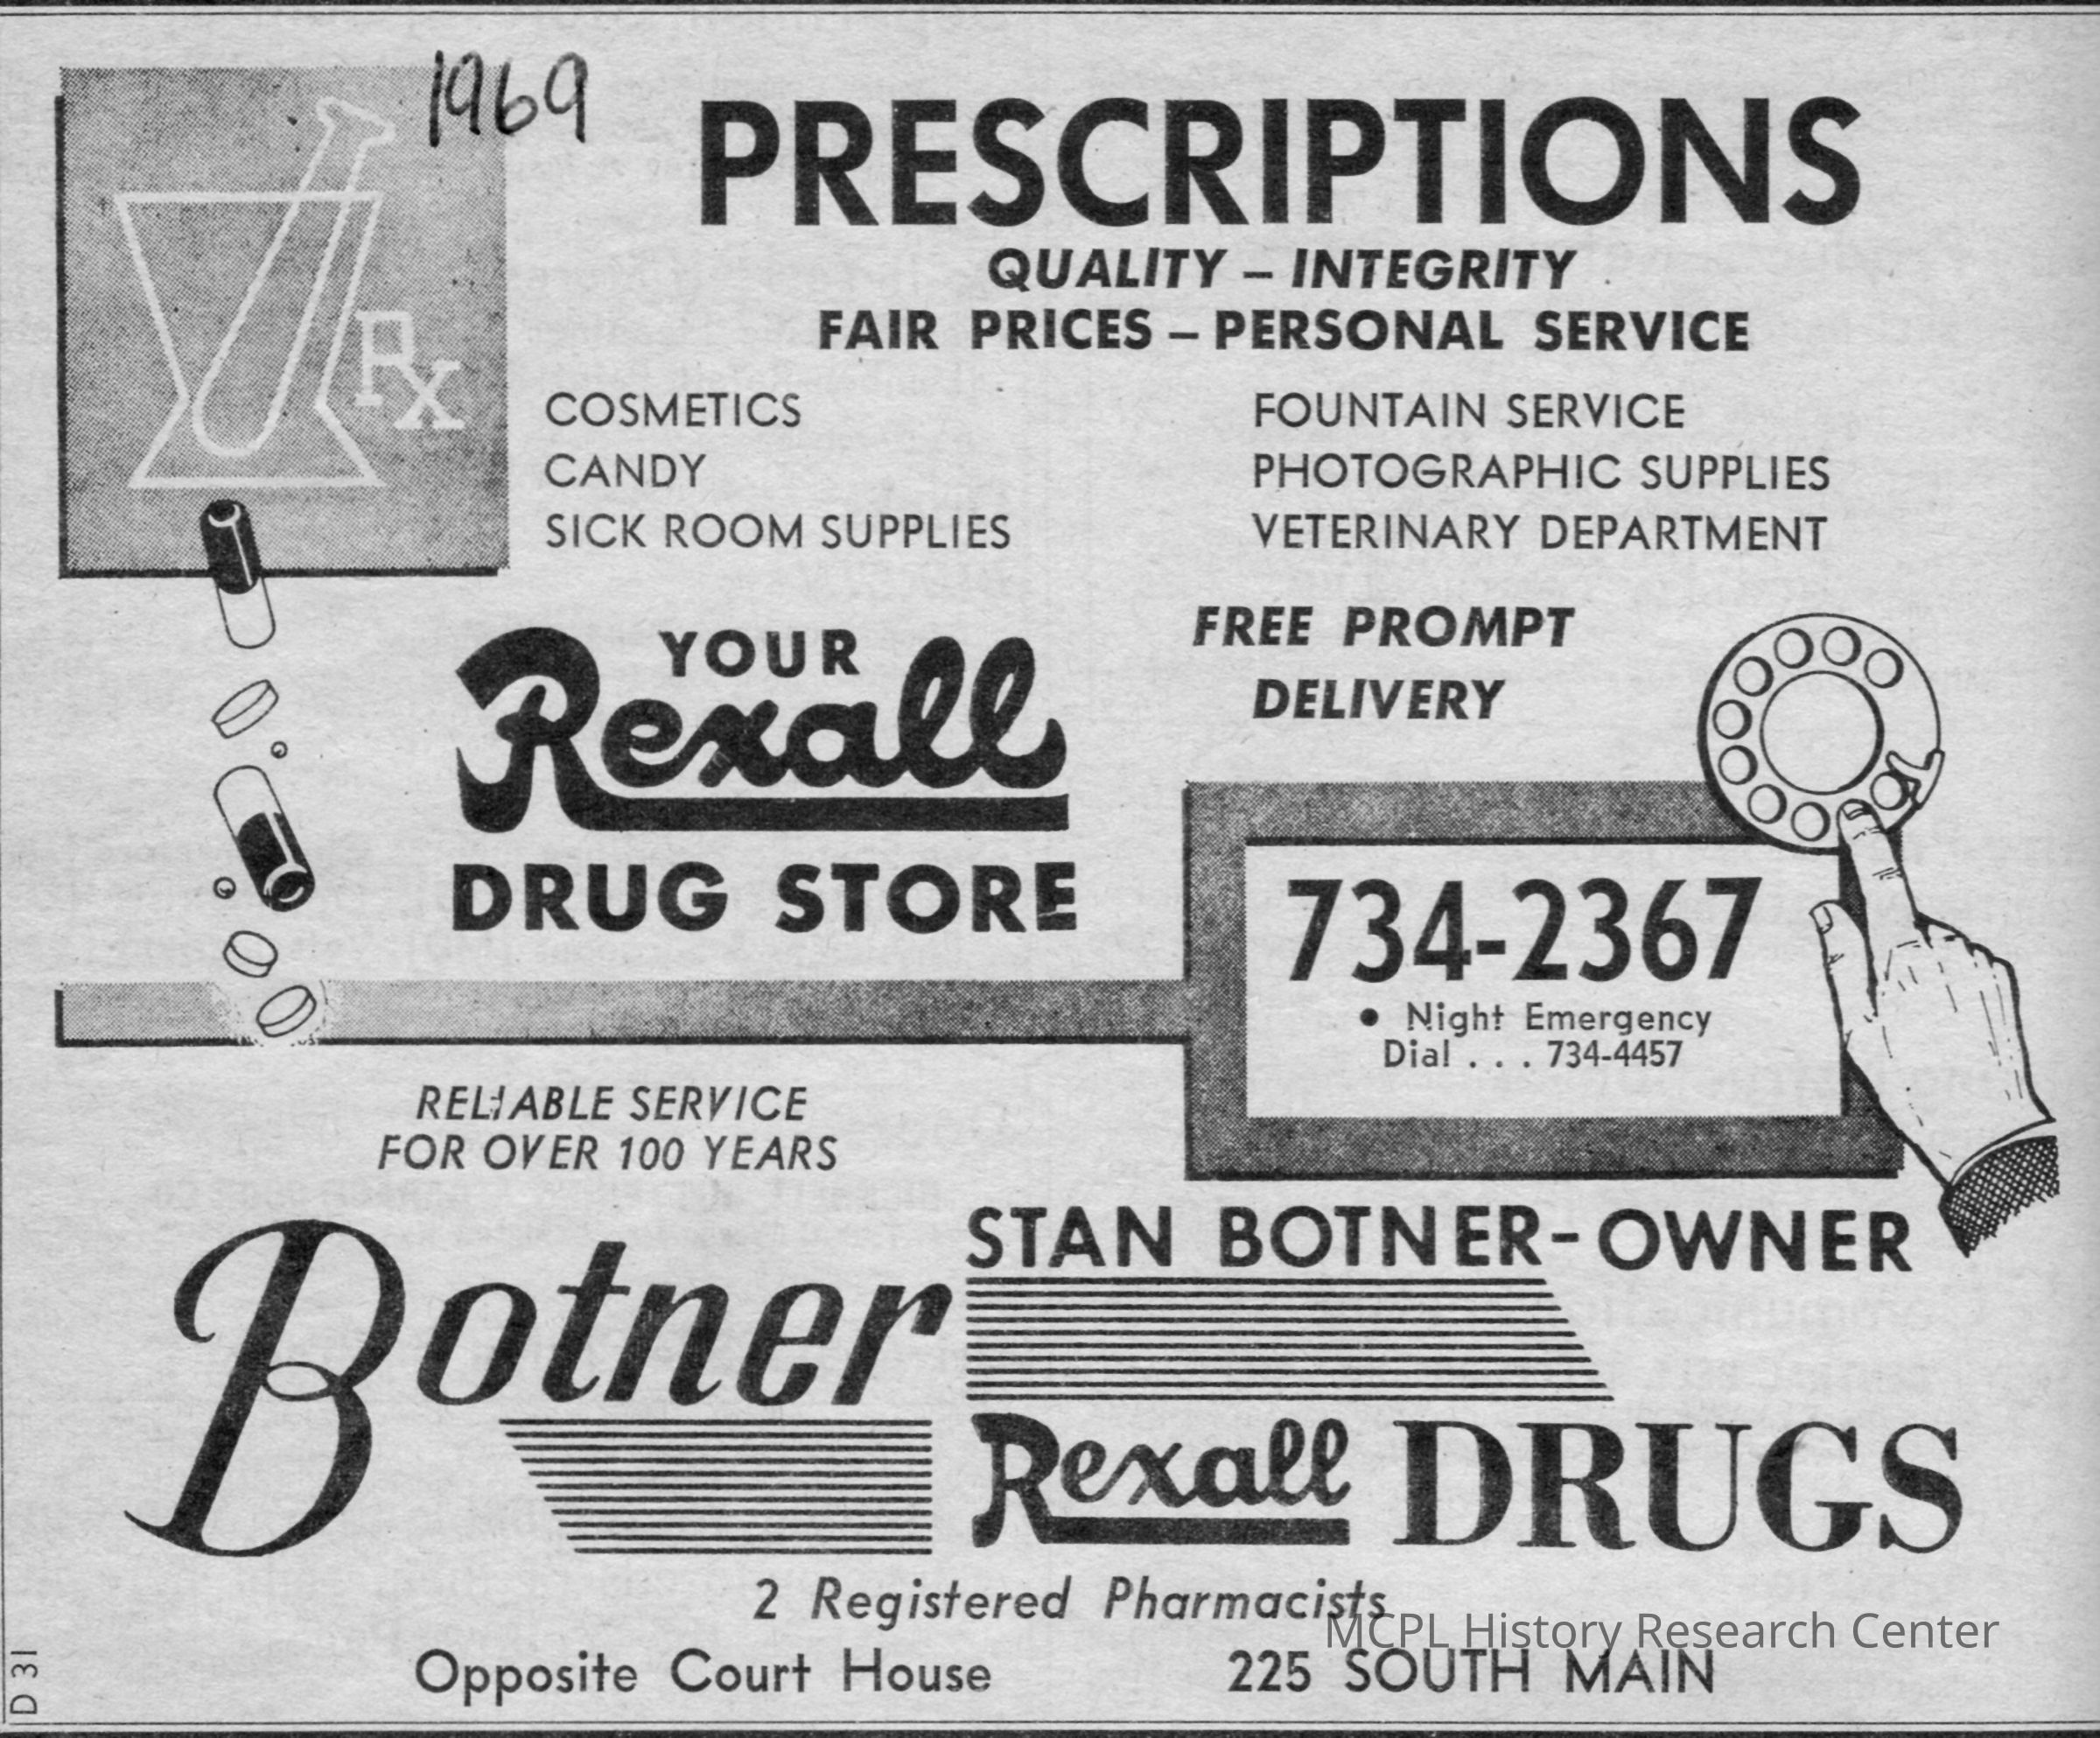 1969
PRESCRIPTIONS
QUALITY – INTEGRITY
FAIR PRICES – PERSONAL SERVICE
COSMETICS
CANDY
SICK ROOM SUPPLIES
FOUNTAIN SERVICE
PHOTOGRAPHIC SUPPLIES
VETERINARY DEPARTMENT
Rx
YOUR
Rexall
DRUG STORE
FREE PROMPT
DELIVERY
734-2367
• Night Emergency
Dial . . . 734-4457
RELIABLE SERVICE
FOR OVER 100 YEARS
STAN BOTNER-OWNER
Botner
Rexall DRUGS
2 Registered Pharmacists
MCPL History Research Center
Opposite Court House 225 SOUTH MAIN
D 31